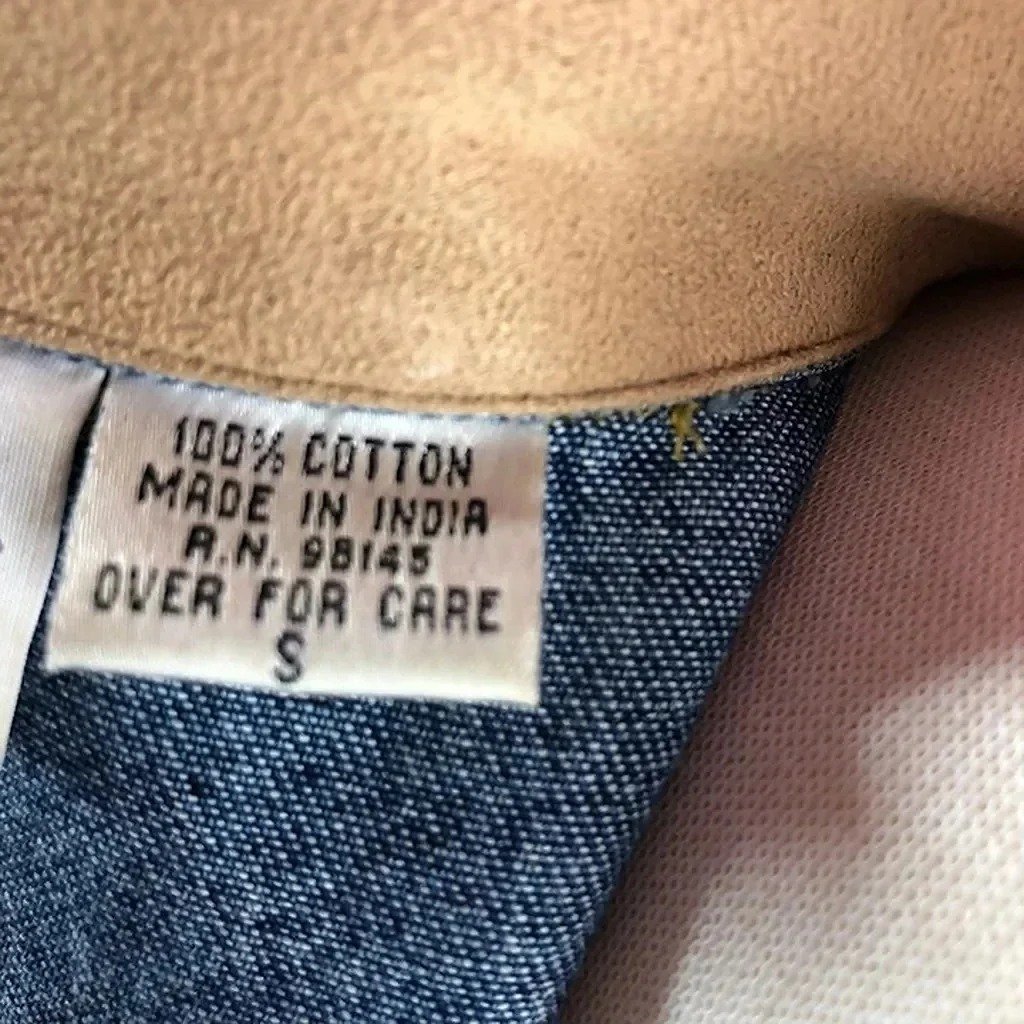 100% COTTON
MADE IN INDIA
R.N. 98145
OVER FOR CARE
S